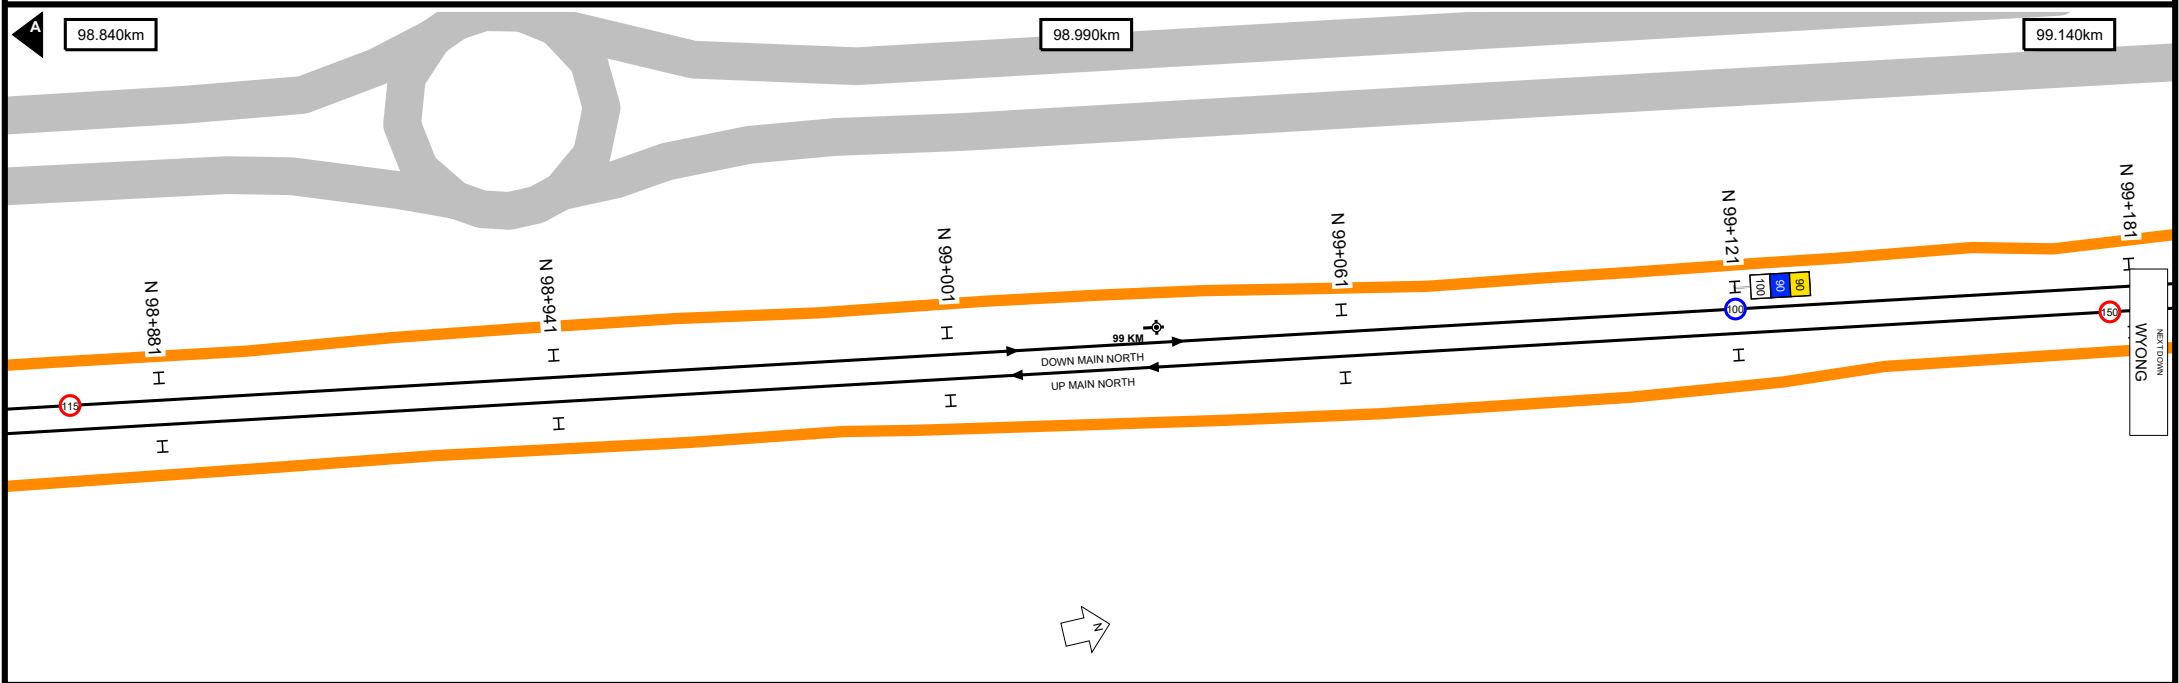 A
98.840km
98.990km
99.140km
N 98+881
N 98+941
N 99+001
N 99+061
N 99+121
N 99+181
100
90
90
100
150
115
99 KM
DOWN MAIN NORTH
UP MAIN NORTH
NEXT DOWN
WYONG
N